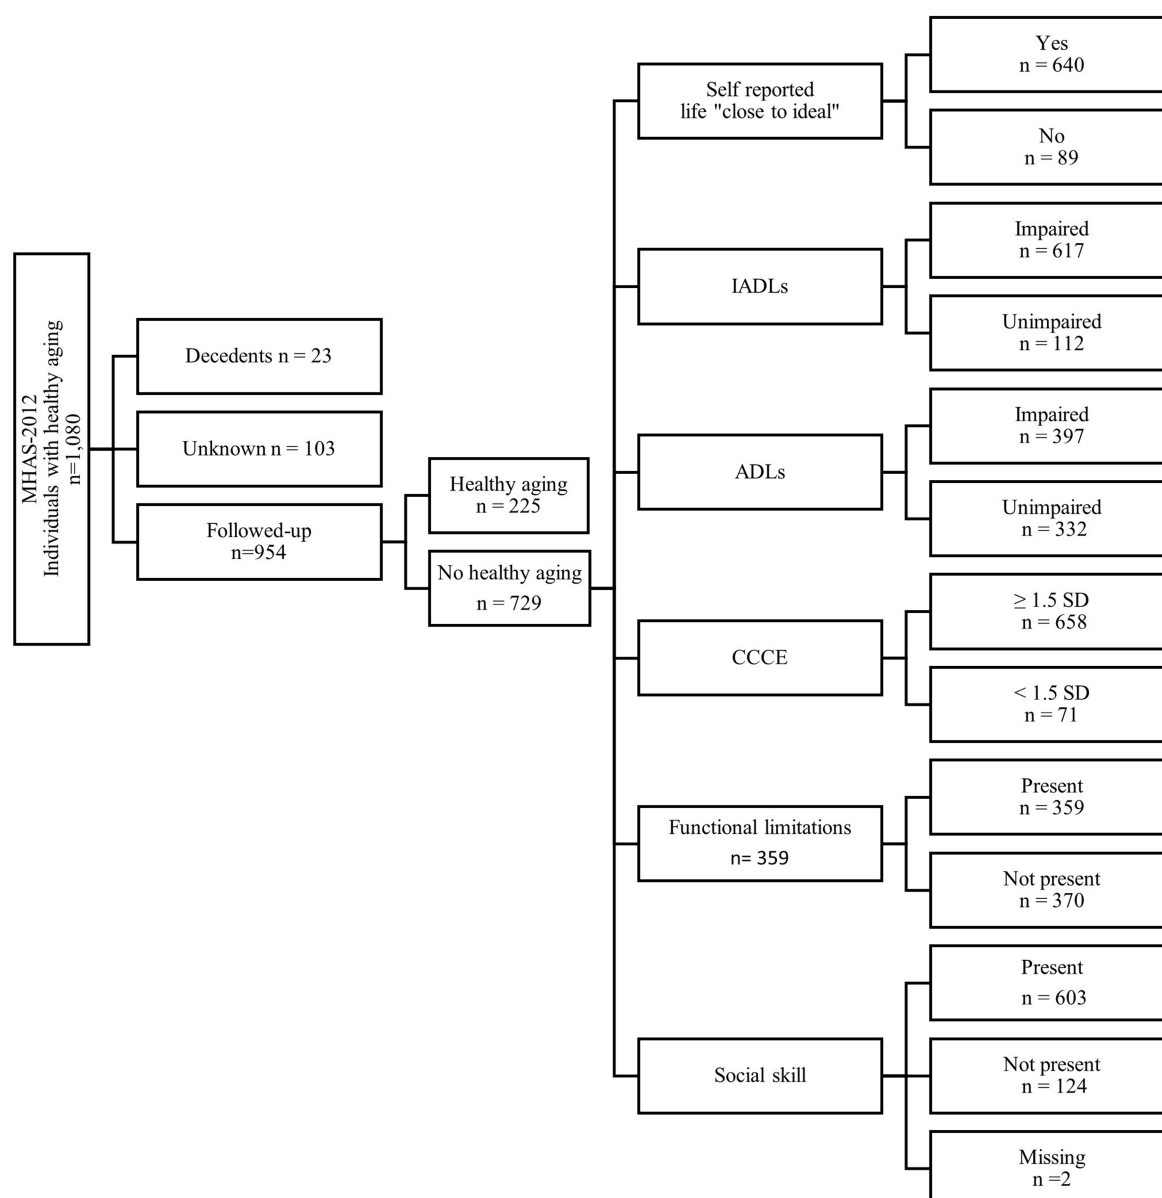 MHAS-2012
Individuals with healthy aging
n=1,080
Decedents n = 23
Unknown n = 103
Followed-up
n=954
Healthy aging
n = 225
No healthy aging
n = 729
Self reported
life "close to ideal"
Yes
n = 640
No
n = 89
IADLs
Impaired
n = 617
Unimpaired
n = 112
ADLs
Impaired
n = 397
Unimpaired
n = 332
CCCE
≥ 1.5 SD
n = 658
< 1.5 SD
n = 71
Functional limitations
n= 359
Present
n = 359
Not present
n = 370
Social skill
Present
n = 603
Not present
n = 124
Missing
n =2